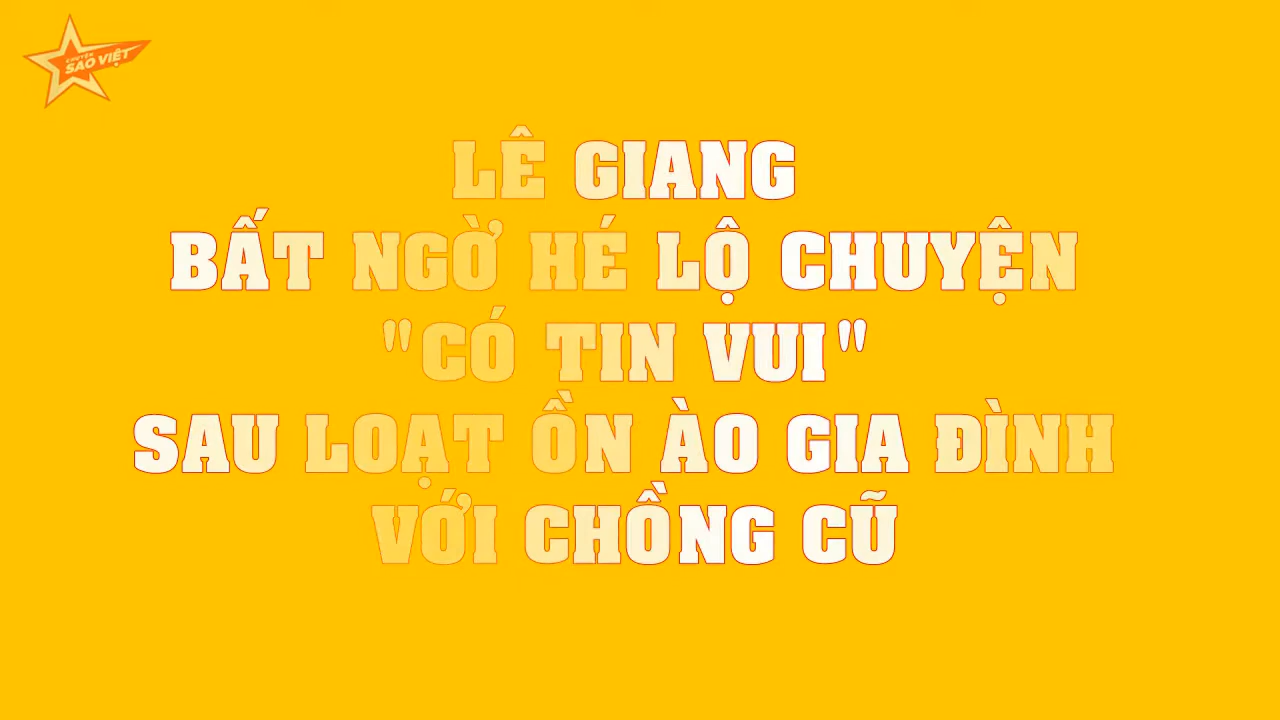 CHUYỆN
SAO VIỆT
LÊ GIANG
BẤT NGỜ HÉ LỘ CHUYỆN
"CÓ TIN VUI"
SAU LOẠT ỒN ÀO GIA ĐÌNH
VỚI CHỒNG CŨ